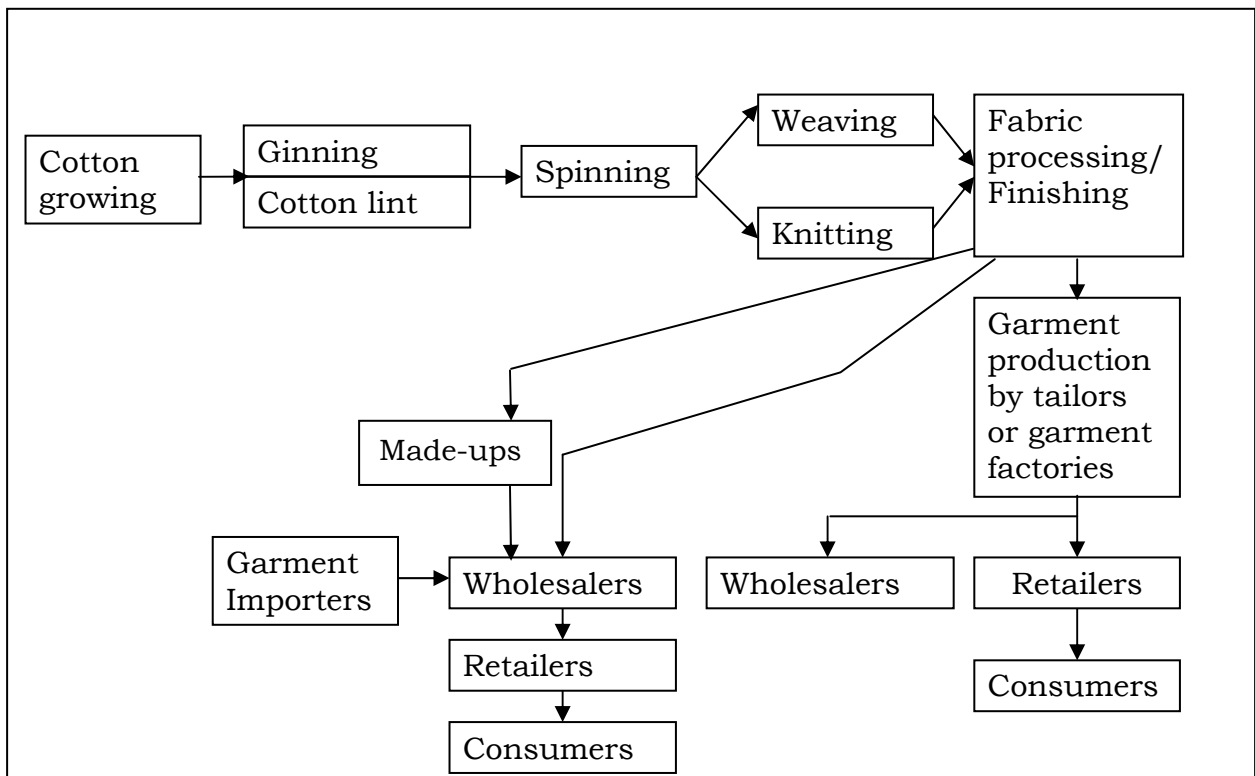 Cotton
growing
Ginning
Cotton lint
Spinning
Weaving
Knitting
Fabric
processing/
Finishing
Garment
production
by tailors
or garment
factories
Made-ups
Garment
Importers
Wholesalers
Wholesalers
Retailers
Retailers
Consumers
Consumers